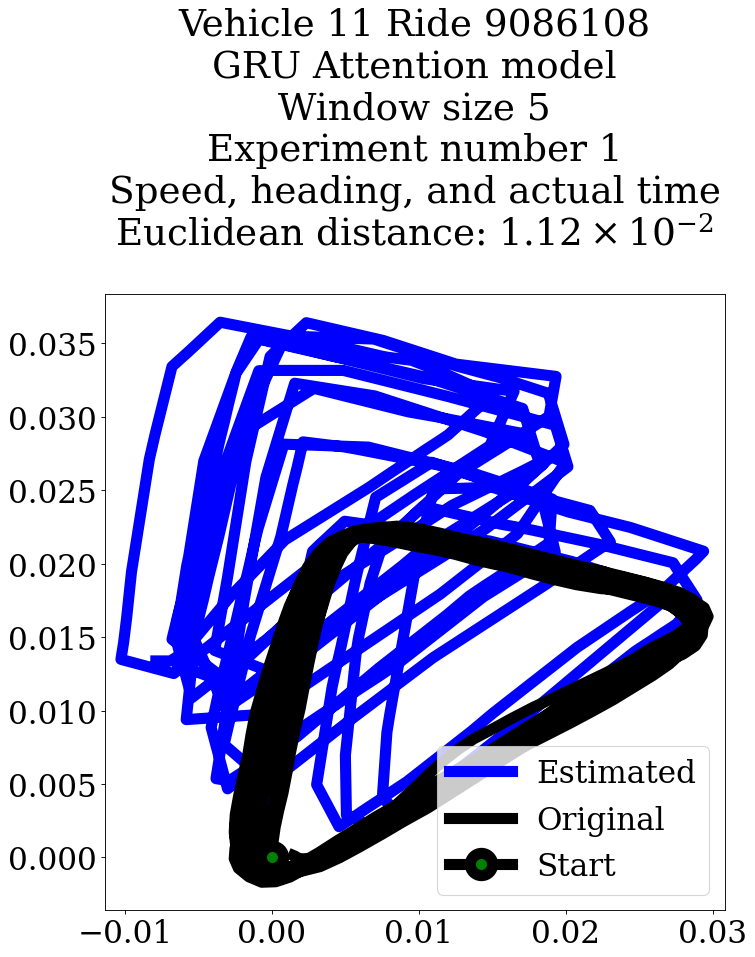 Vehicle 11 Ride 9086108
GRU Attention model
Window size 5
Experiment number 1
Speed, heading, and actual time
Euclidean distance: 1.12 × 10⁻²
0.035
0.030
0.025
0.020
0.015
0.010
0.005
0.000
Estimated
Original
Start
−0.01 0.00 0.01 0.02 0.03